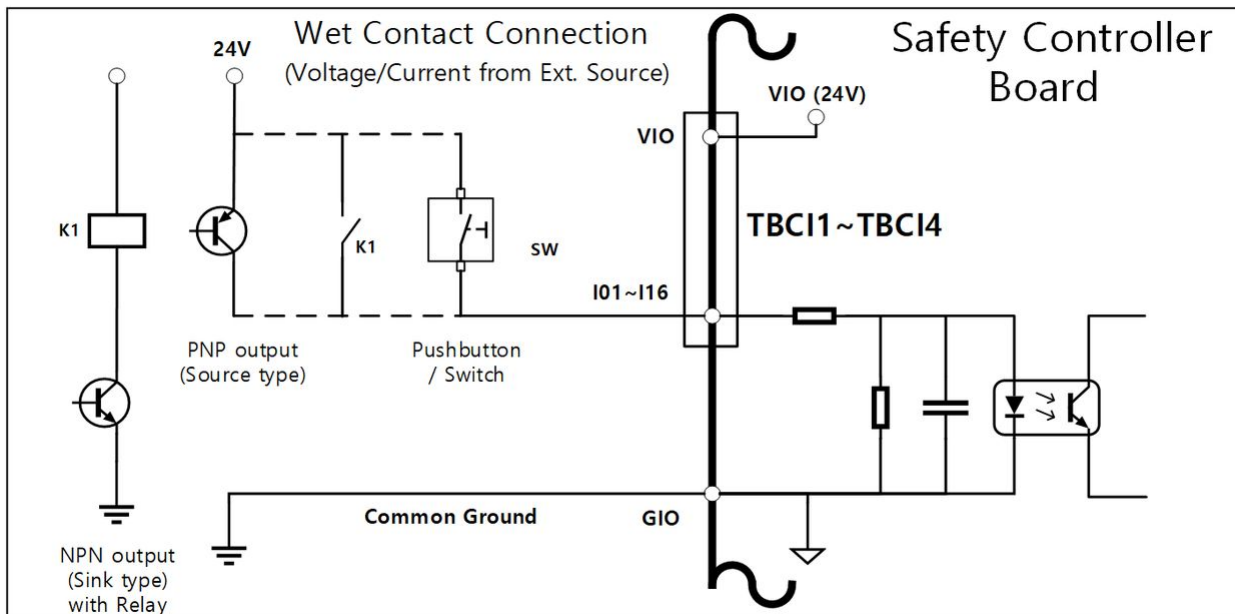 Wet Contact Connection
(Voltage/Current from Ext. Source)
Safety Controller
Board
24V
VIO (24V)
VIO
K1
K1
SW
TBCI1~TBCI4
I01~I16
PNP output
(Source type)
Pushbutton
/ Switch
Common Ground
GIO
NPN output
(Sink type)
with Relay